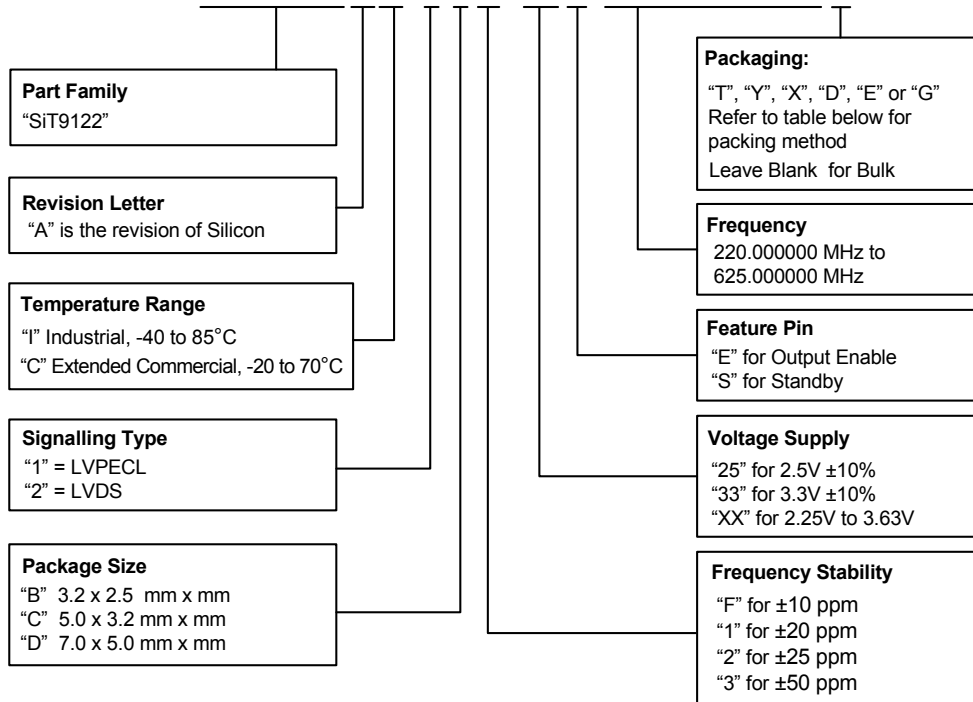 Part Family
“SiT9122”
Revision Letter
“A” is the revision of Silicon
Temperature Range
“I” Industrial, -40 to 85°C
“C” Extended Commercial, -20 to 70°C
Signalling Type
“1” = LVPECL
“2” = LVDS
Package Size
“B” 3.2 x 2.5 mm x mm
“C” 5.0 x 3.2 mm x mm
“D” 7.0 x 5.0 mm x mm
Packaging:
“T”, “Y”, “X”, “D”, “E” or “G”
Refer to table below for
packing method
Leave Blank for Bulk
Frequency
220.000000 MHz to
625.000000 MHz
Feature Pin
“E” for Output Enable
“S” for Standby
Voltage Supply
“25” for 2.5V ±10%
“33” for 3.3V ±10%
“XX” for 2.25V to 3.63V
Frequency Stability
“F” for ±10 ppm
“1” for ±20 ppm
“2” for ±25 ppm
“3” for ±50 ppm